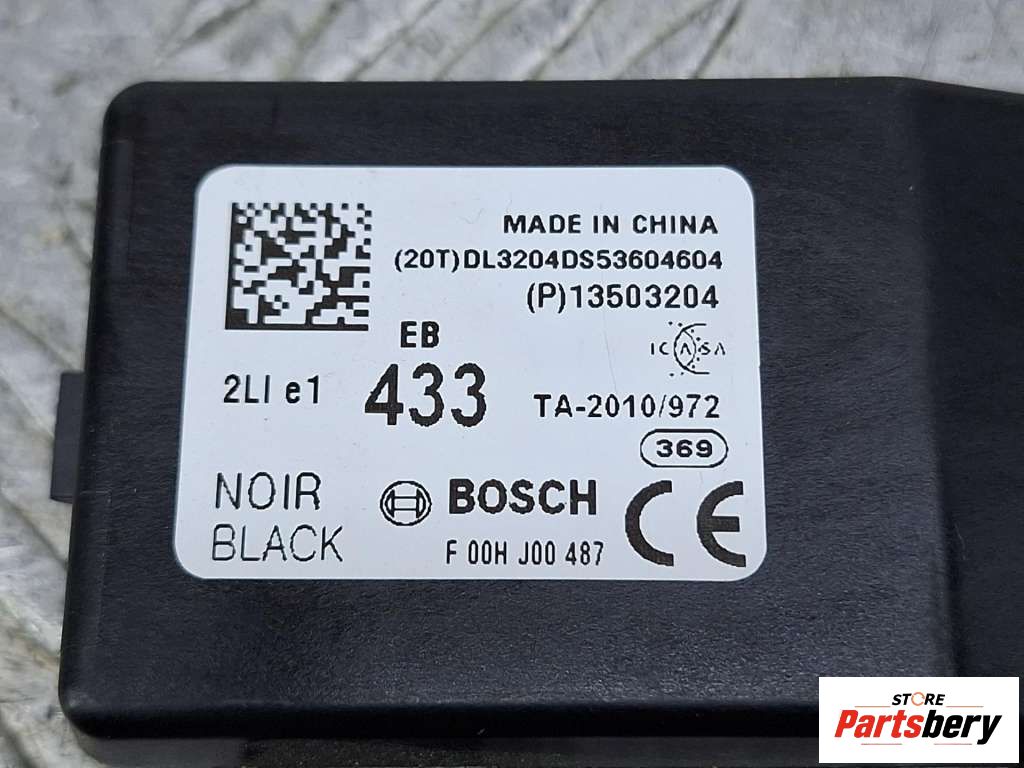 MADE IN CHINA
(20T)DL3204DS53604604
(P)13503204
EB
ICASA
2LI e1
433
TA-2010/972
369
NOIR
BLACK
BOSCH
CE
F 00H J00 487
STORE
Partsbery